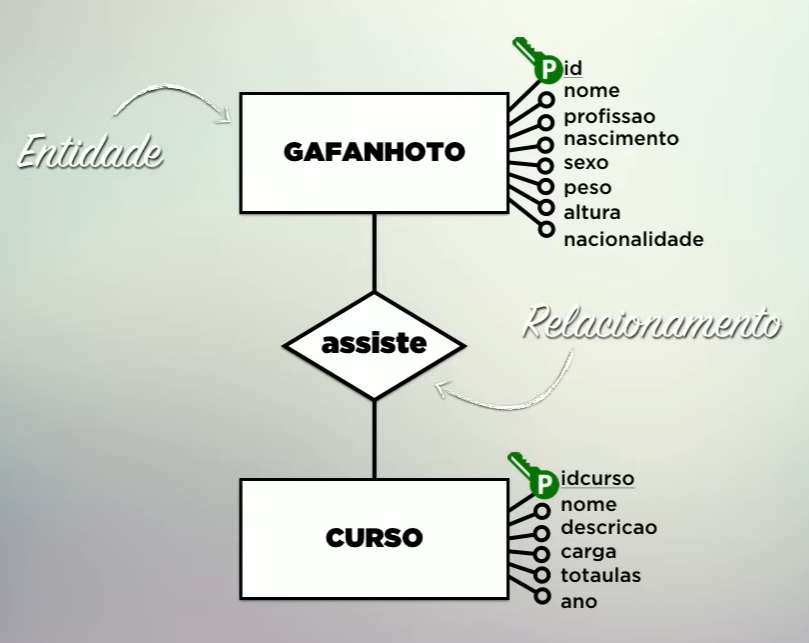 P id
nome
profissao
nascimento
sexo
peso
altura
nacionalidade
GAFANHOTO
Entidade
assiste
Relacionamento
P idcurso
nome
descricao
carga
totaulas
ano
CURSO